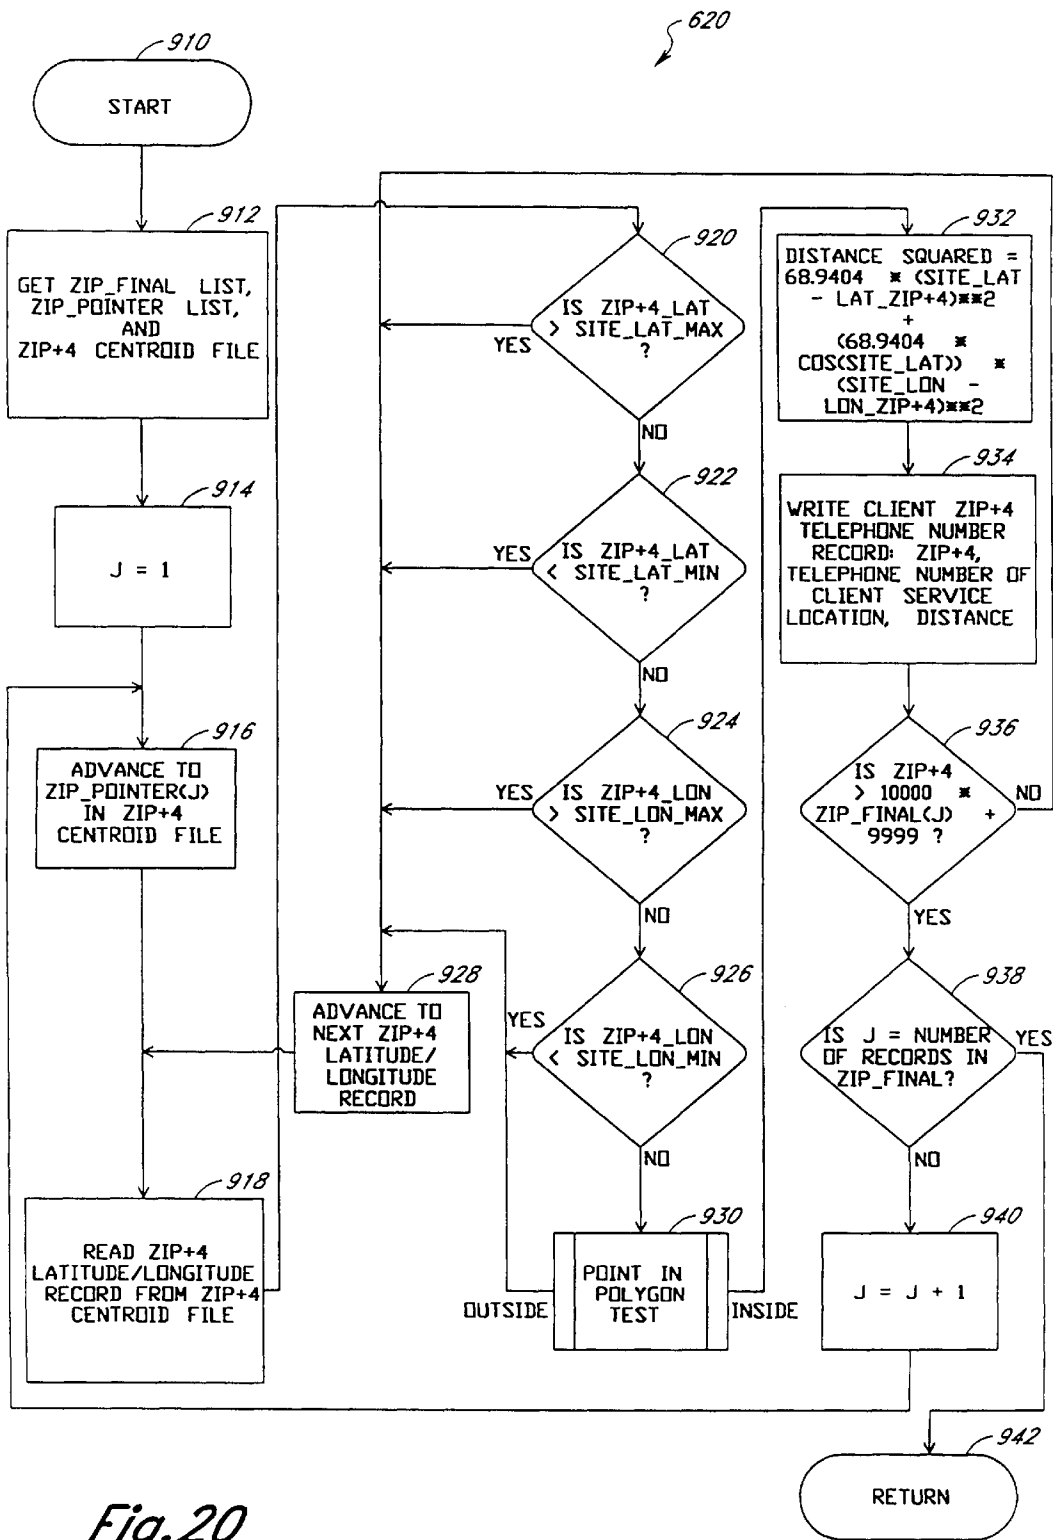 620
910
START
912
GET ZIP_FINAL LIST,
ZIP_POINTER LIST,
AND
ZIP+4 CENTROID FILE
914
J = 1
916
ADVANCE TO
ZIP_POINTER(J)
IN ZIP+4
CENTROID FILE
918
READ ZIP+4
LATITUDE/LONGITUDE
RECORD FROM ZIP+4
CENTROID FILE
920
IS ZIP+4_LAT
> SITE_LAT_MAX
?
YES
NO
922
IS ZIP+4_LAT
< SITE_LAT_MIN
?
YES
NO
924
IS ZIP+4_LON
> SITE_LON_MAX
?
YES
NO
926
IS ZIP+4_LON
< SITE_LON_MIN
?
YES
NO
928
ADVANCE TO
NEXT ZIP+4
LATITUDE/
LONGITUDE
RECORD
930
POINT IN
POLYGON
TEST
OUTSIDE
INSIDE
932
DISTANCE SQUARED =
68.9404 * (SITE_LAT
- LAT_ZIP+4)**2
+
(68.9404 *
COS(SITE_LAT)) *
(SITE_LON -
LON_ZIP+4)**2
934
WRITE CLIENT ZIP+4
TELEPHONE NUMBER
RECORD: ZIP+4,
TELEPHONE NUMBER OF
CLIENT SERVICE
LOCATION, DISTANCE
936
IS ZIP+4
> 10000 *
ZIP_FINAL(J) +
9999 ?
NO
YES
938
IS J = NUMBER
OF RECORDS IN
ZIP_FINAL?
YES
NO
940
J = J + 1
942
RETURN
Fig.20